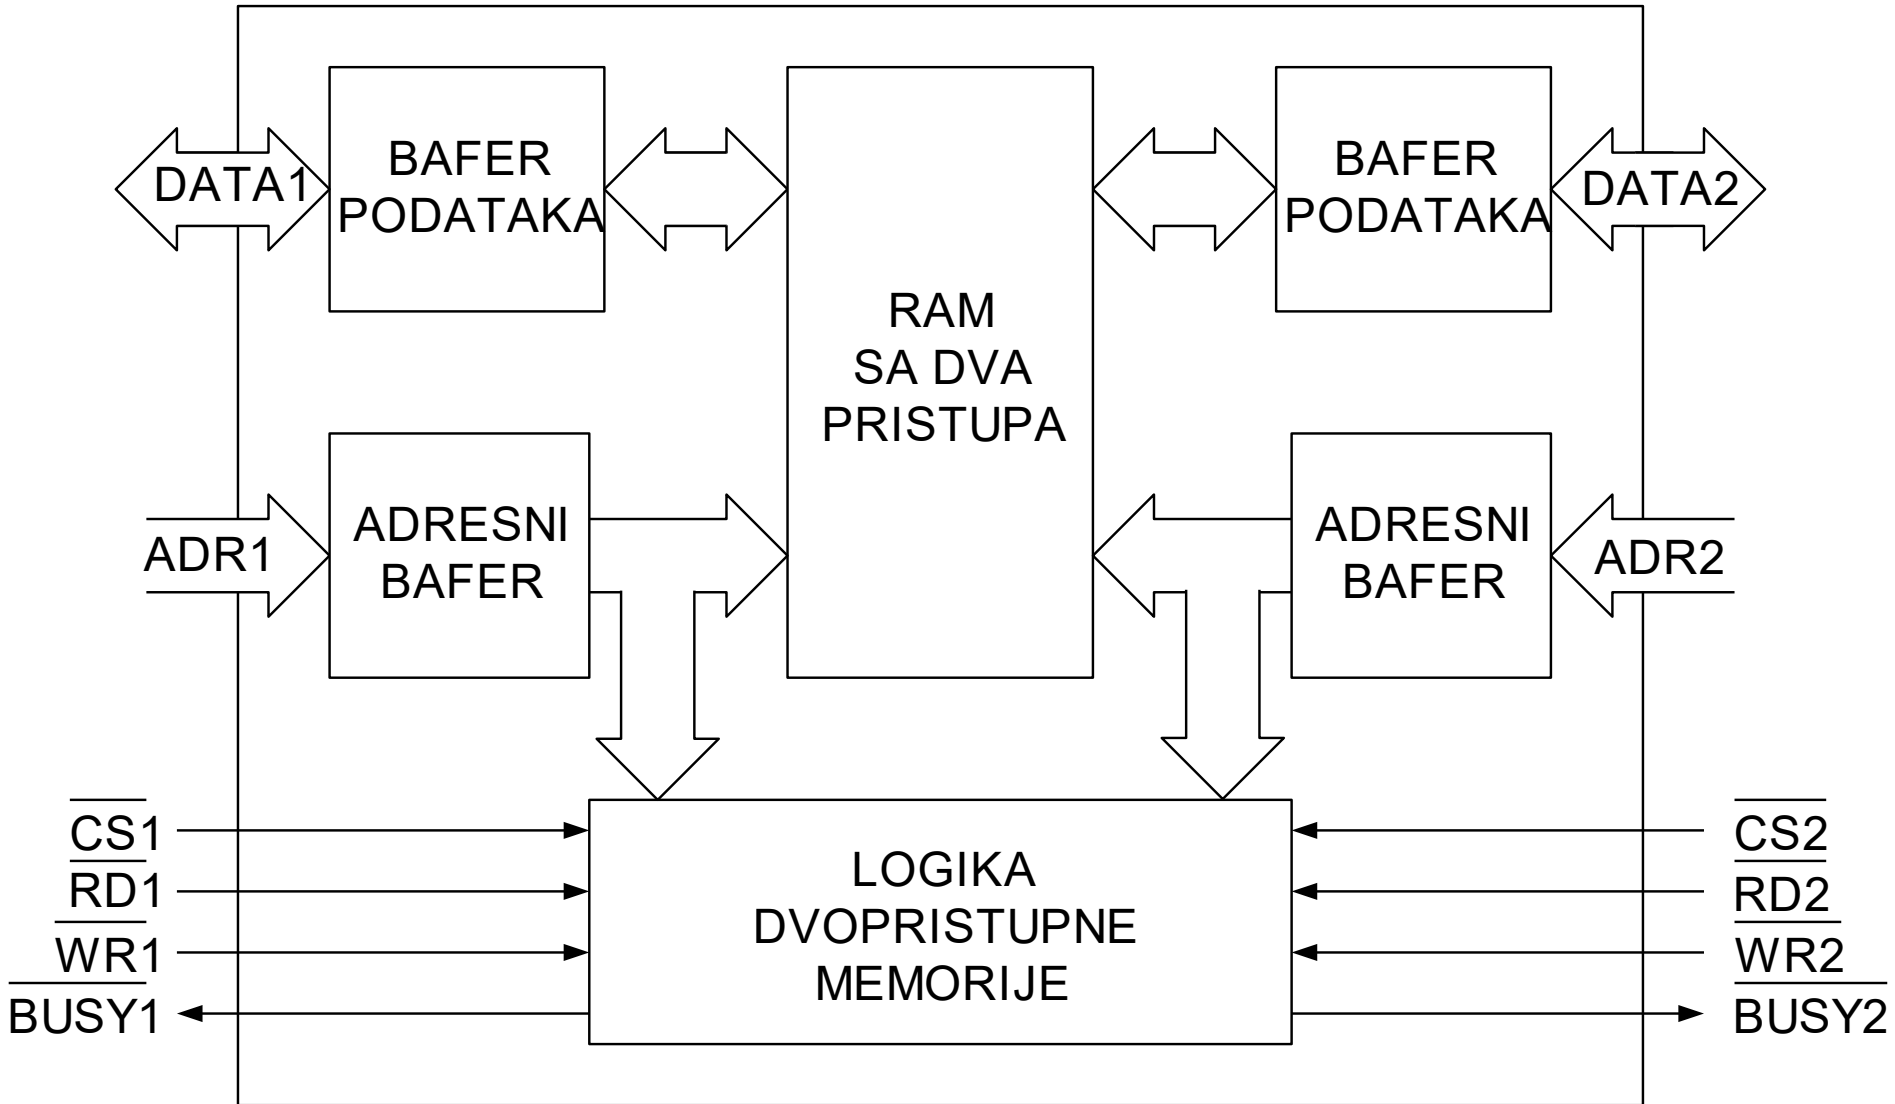 DATA1
BAFER
PODATAKA
RAM
SA DVA
PRISTUPA
BAFER
PODATAKA
DATA2
ADR1
ADRESNI
BAFER
ADRESNI
BAFER
ADR2
CS1
RD1
WR1
BUSY1
LOGIKA
DVOPRISTUPNE
MEMORIJE
CS2
RD2
WR2
BUSY2